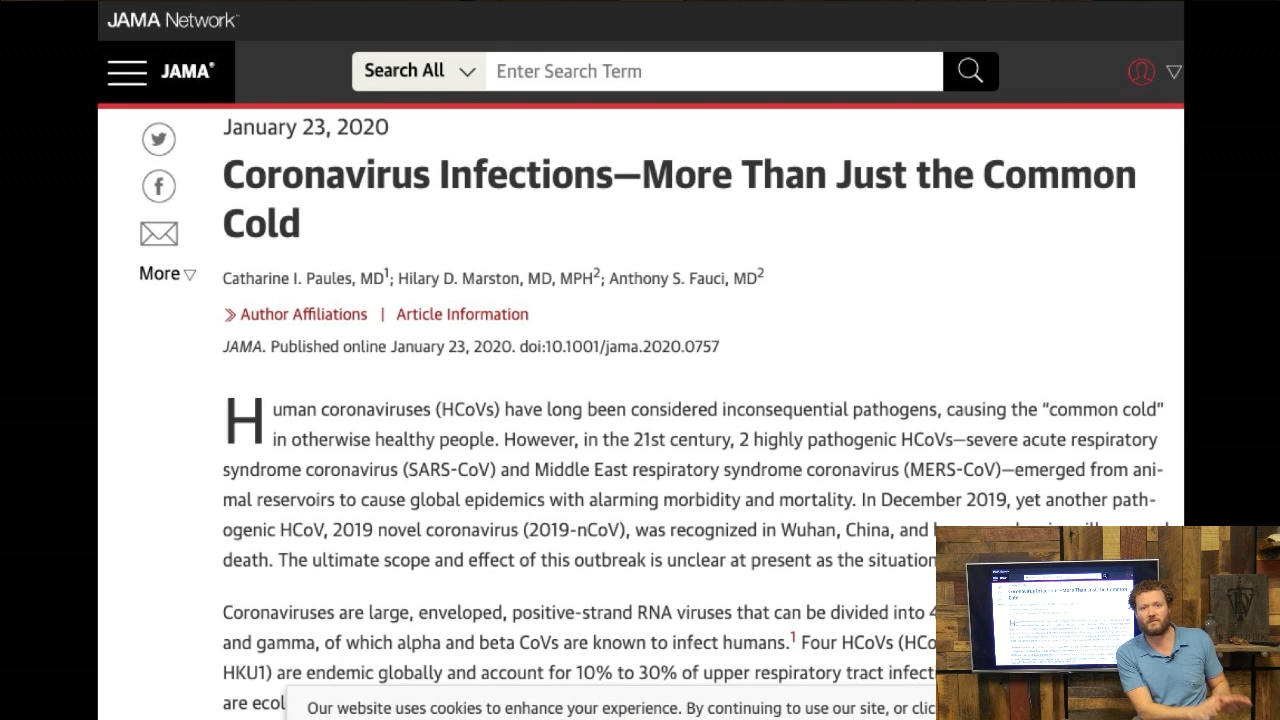 JAMA Network™
JAMA®
Search All
Enter Search Term
January 23, 2020
Coronavirus Infections—More Than Just the Common
Cold
More
Catharine I. Paules, MD1; Hilary D. Marston, MD, MPH2; Anthony S. Fauci, MD2
Author Affiliations | Article Information
JAMA. Published online January 23, 2020. doi:10.1001/jama.2020.0757
Human coronaviruses (HCoVs) have long been considered inconsequential pathogens, causing the “common cold”
in otherwise healthy people. However, in the 21st century, 2 highly pathogenic HCoVs—severe acute respiratory
syndrome coronavirus (SARS-CoV) and Middle East respiratory syndrome coronavirus (MERS-CoV)—emerged from ani-
mal reservoirs to cause global epidemics with alarming morbidity and mortality. In December 2019, yet another path-
ogenic HCoV, 2019 novel coronavirus (2019-nCoV), was recognized in Wuhan, China, and
death. The ultimate scope and effect of this outbreak is unclear at present as the situation
Coronaviruses are large, enveloped, positive-strand RNA viruses that can be divided into 4
and gamma, of which alpha and beta CoVs are known to infect humans.1 Four HCoVs (HCo
HKU1) are endemic globally and account for 10% to 30% of upper respiratory tract infect
are ecol
Our website uses cookies to enhance your experience. By continuing to use our site, or clic
Coronavirus Infections—More Than Just the Common
Cold